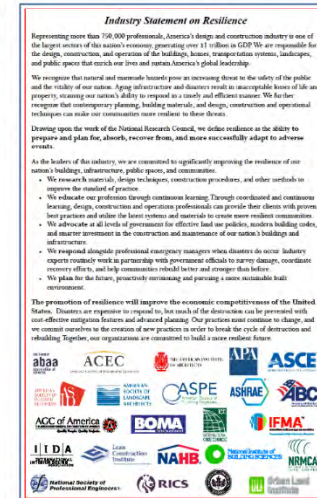 Industry Statement on Resilience
Representing more than 750,000 professionals, America's design and construction industry is one of
the largest sectors of this nation's economy, generating over $1 trillion in GDP. We are responsible for
the design, construction, and operation of the buildings, homes, transportation systems, landscapes,
and public spaces that enrich our lives and sustain America's global leadership.
We recognize that natural and manmade hazards pose an increasing threat to the safety of the public
and the vitality of our nation. Aging infrastructure and disasters result in unacceptable losses of life and
property, straining our nation's ability to respond in a timely and efficient manner. We further
recognize that contemporary planning, building materials, and design, construction and operational
techniques can make our communities more resilient to these threats.
Drawing upon the work of the National Research Council, we define resilience as the ability to
prepare and plan for, absorb, recover from, and more successfully adapt to adverse
events.
As the leaders of this industry, we are committed to significantly improving the resilience of our
nation's buildings, infrastructure, public spaces, and communities.
• We research materials, design techniques, construction procedures, and other methods to
improve the standard of practice.
• We educate our profession through continuous learning. Through coordinated and continuous
learning, design, construction and operations professionals can provide their clients with proven
best practices and utilize the latest systems and materials to create more resilient communities.
• We advocate at all levels of government for effective land use policies, modern building codes,
and smarter investment in the construction and maintenance of our nation's buildings and
infrastructure.
• We respond alongside professional emergency managers when disasters do occur. Industry
experts routinely work in partnership with government officials to survey damage, coordinate
recovery efforts, and help communities rebuild better and stronger than before.
• We plan for the future, proactively envisioning and pursuing a more sustainable built
environment.
The promotion of resilience will improve the economic competitiveness of the United
States. Disasters are expensive to respond to, but much of the destruction can be prevented with
cost-effective mitigation features and advanced planning. Our practices must continue to change, and
we commit ourselves to the creation of new practices in order to break the cycle of destruction and
rebuilding. Together, our organizations are committed to build a more resilient future.
abaa
ACEC
THE AMERICAN INSTITUTE
OF ARCHITECTS
APA
ASCE
AMERICAN
SOCIETY OF
LANDSCAPE
ARCHITECTS
ASPE
ASHRAE
ABC
AGC of America
BOMA
IFMA
IIDA
Lean
Construction
Institute
NAHB
National Institute of
BUILDING SCIENCES
NRMCA
National Society of
Professional Engineers
RICS
Urban Land
Institute